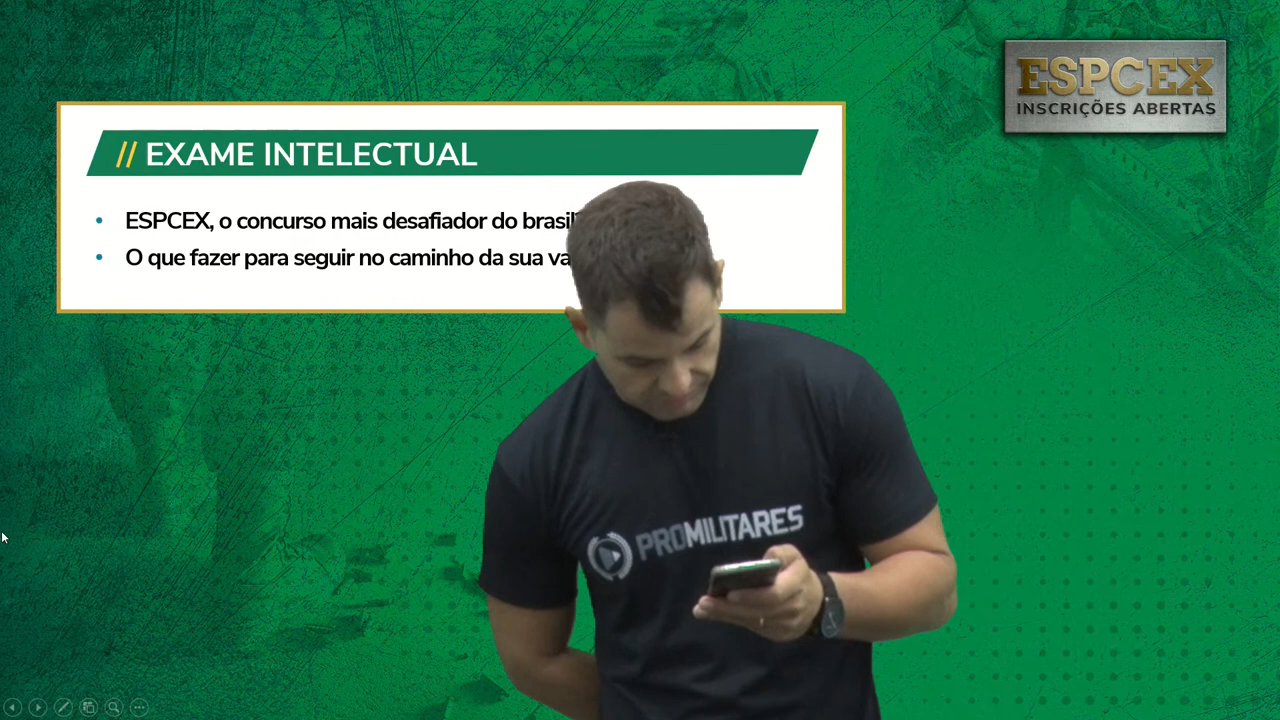 ESPCEX
INSCRIÇÕES ABERTAS
// EXAME INTELECTUAL
• ESPCEX, o concurso mais desafiador do brasil
• O que fazer para seguir no caminho da sua
PROMILITARES